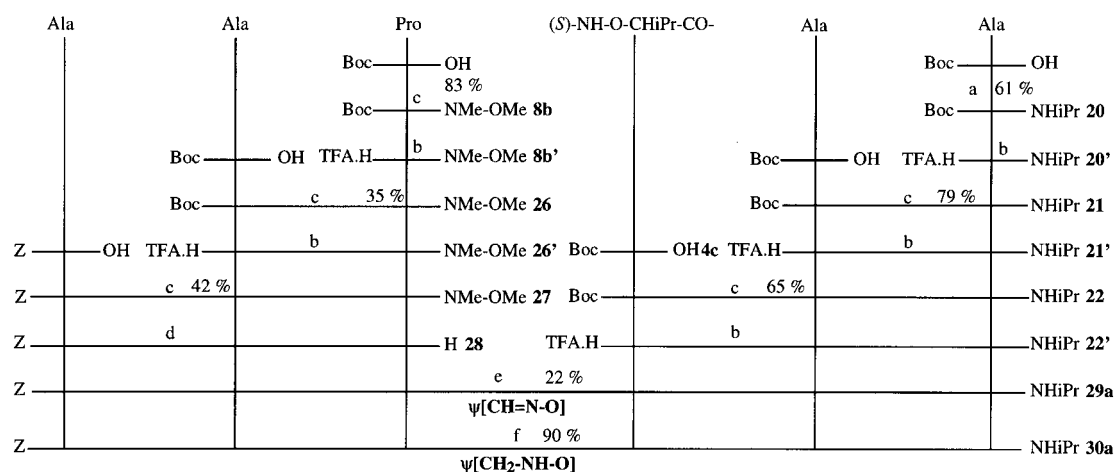 Ala Ala Pro (S)-NH-O-CHiPr-CO- Ala Ala
Boc OH Boc OH
83 % a 61 %
Boc c NMe-OMe 8b Boc NHiPr 20
Boc OH TFA.H b NMe-OMe 8b' Boc OH TFA.H b NHiPr 20'
Boc c 35 % NMe-OMe 26 Boc c 79 % NHiPr 21
Z OH TFA.H b NMe-OMe 26' Boc OH 4c TFA.H b NHiPr 21'
Z c 42 % NMe-OMe 27 Boc c 65 % NHiPr 22
Z d H 28 TFA.H b NHiPr 22'
Z e 22 % NHiPr 29a
ψ[CH=N-O]
Z f 90 % NHiPr 30a
ψ[CH₂-NH-O]